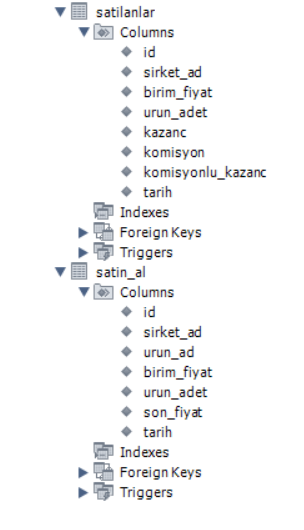 satilanlar
Columns
id
sirket_ad
birim_fiyat
urun_adet
kazanc
komisyon
komisyonlu_kazanc
tarih
Indexes
Foreign Keys
Triggers
satin_al
Columns
id
sirket_ad
urun_ad
birim_fiyat
urun_adet
son_fiyat
tarih
Indexes
Foreign Keys
Triggers